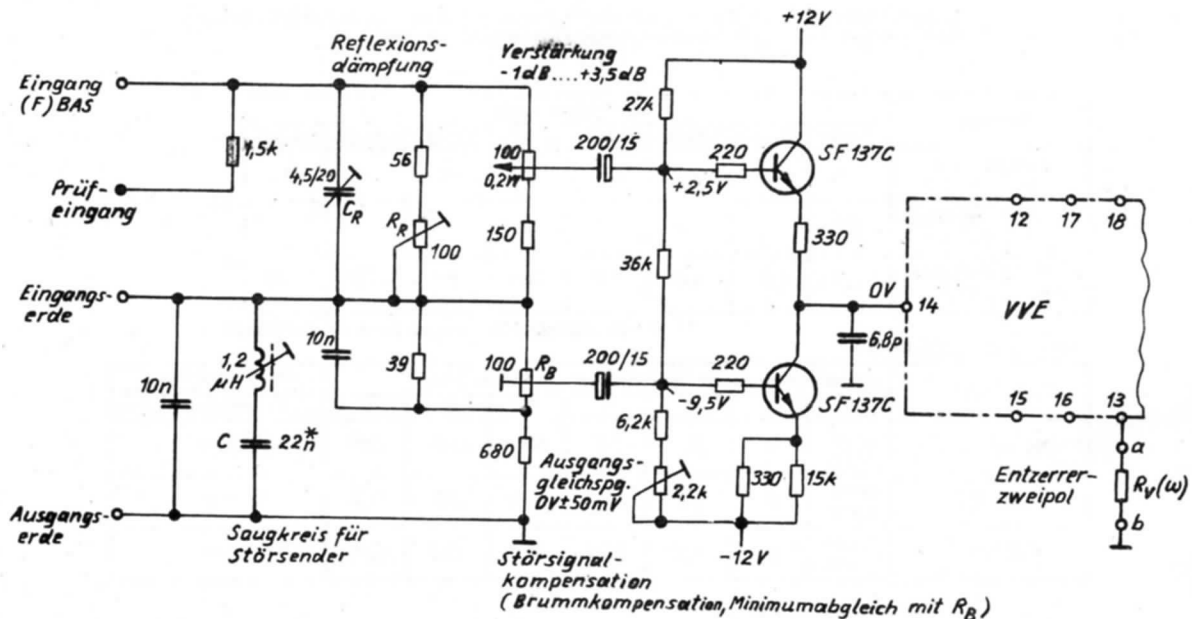 +12V
Reflexions-
dämpfung
Verstärkung
-1dB....+3,5dB
Eingang
(F)BAS
27k
1,5k
56
100
0,2W
200/15
220
SF137C
4,5/20
C_R
+2,5V
Prüf-
eingang
R_R
100
150
36k
330
12
17
18
Eingangs-
erde
0V
14
VVE
10n
1,2
µH
10n
39
100
R_B
200/15
220
6,8p
-9,5V
SF137C
15
16
13
C
22n*
680
6,2k
a
Ausgangs-
gleichspg.
0V±50mV
2,2k
330
15k
Entzerrer-
zweipol
R_V(ω)
b
Ausgangs-
erde
Saugkreis für
Störsender
-12V
Störsignal-
kompensation
(Brummkompensation, Minimumabgleich mit R_B)